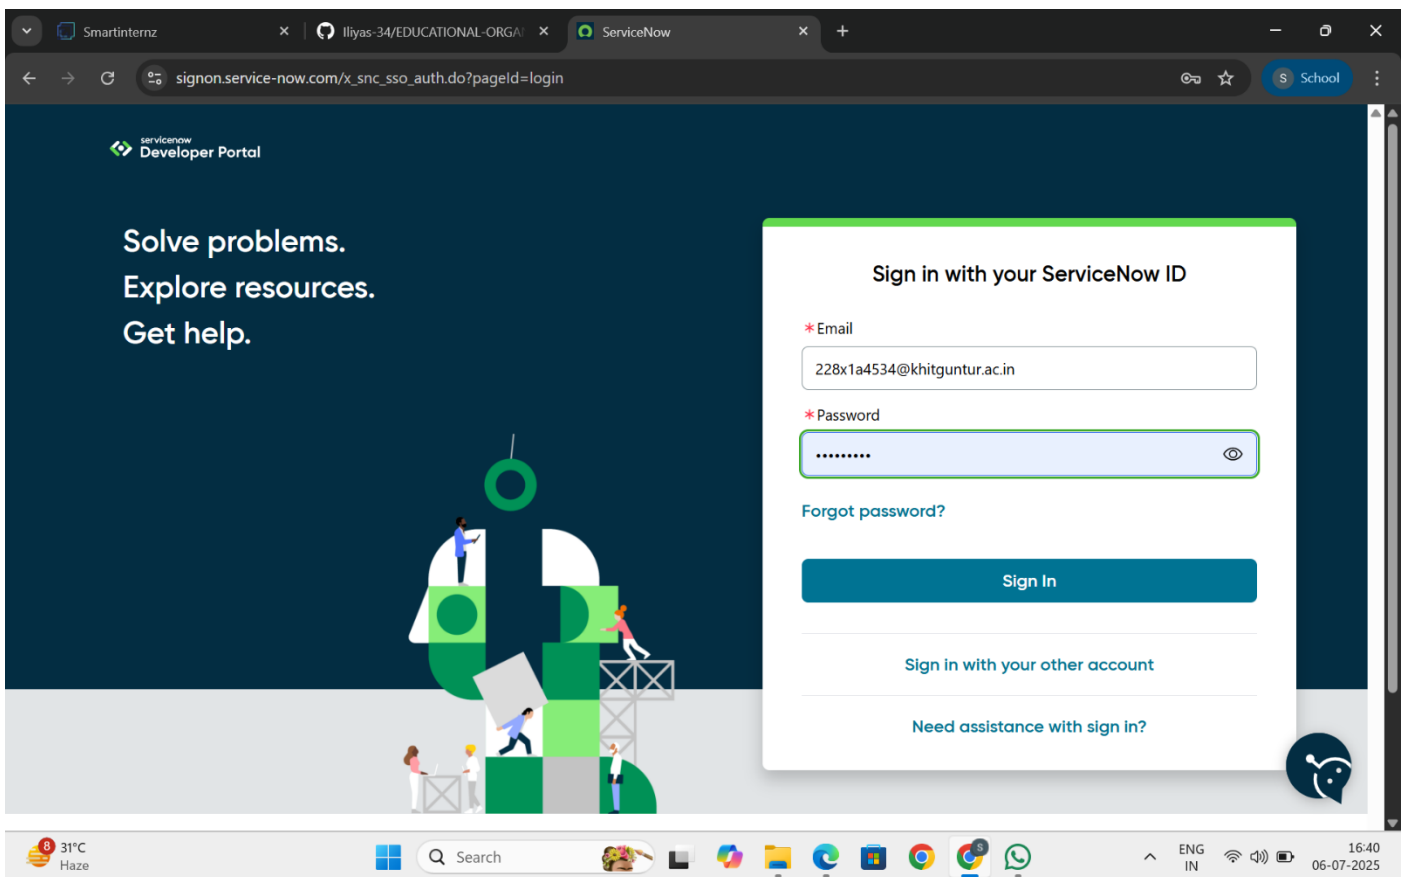 Smartinternz
Iliyas-34/EDUCATIONAL-ORGA
ServiceNow
signon.service-now.com/x_snc_sso_auth.do?pageId=login
S School
servicenow
Developer Portal
Solve problems.
Explore resources.
Get help.
Sign in with your ServiceNow ID
*Email
228x1a4534@khitguntur.ac.in
*Password
•••••••••
Forgot password?
Sign In
Sign in with your other account
Need assistance with sign in?
8
31°C
Haze
Search
S
ENG
IN
16:40
06-07-2025